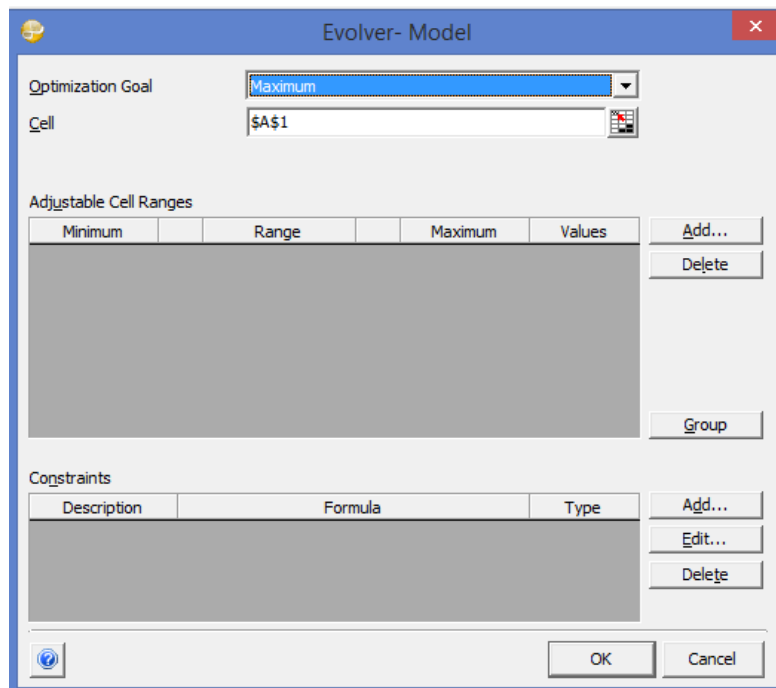 Evolver- Model
Optimization Goal
Maximum
Cell
$A$1
Adjustable Cell Ranges
Minimum Range Maximum Values
Add...
Delete
Group
Constraints
Description Formula Type
Add...
Edit...
Delete
OK Cancel